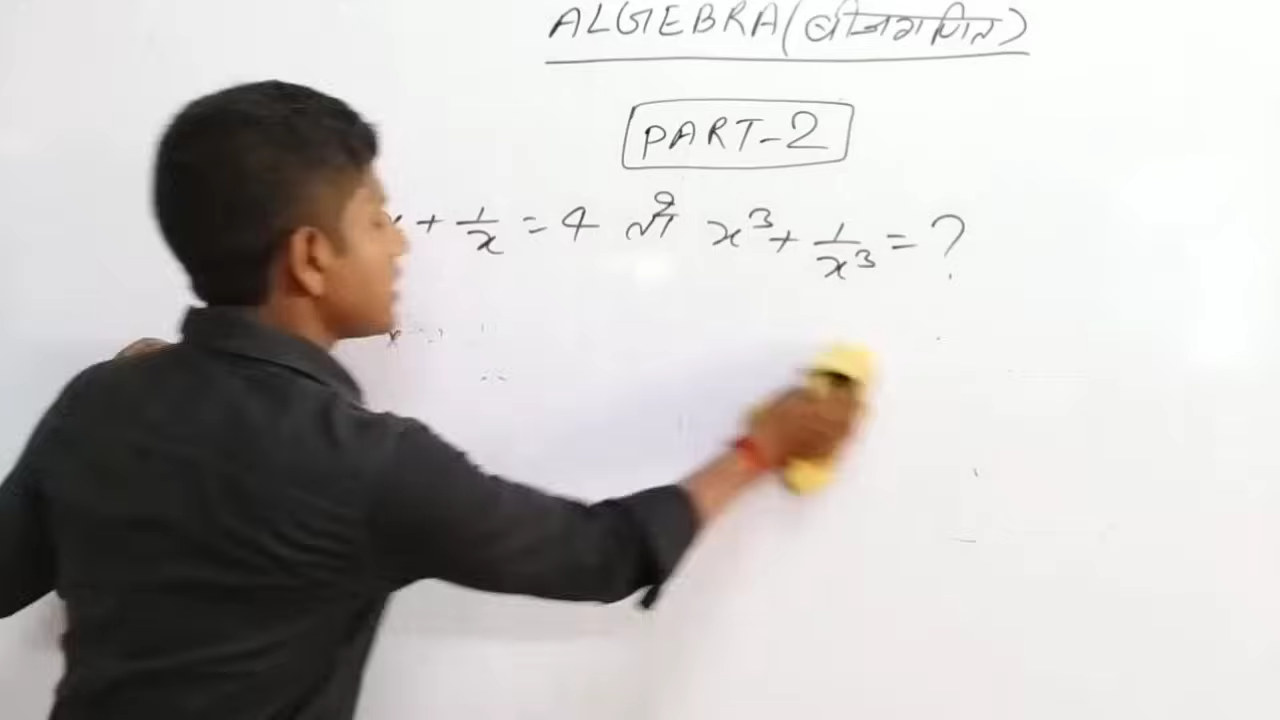 ALGEBRA (बीजगणित)
PART-2
x + 1/x = 4 तो x³ + 1/x³ = ?